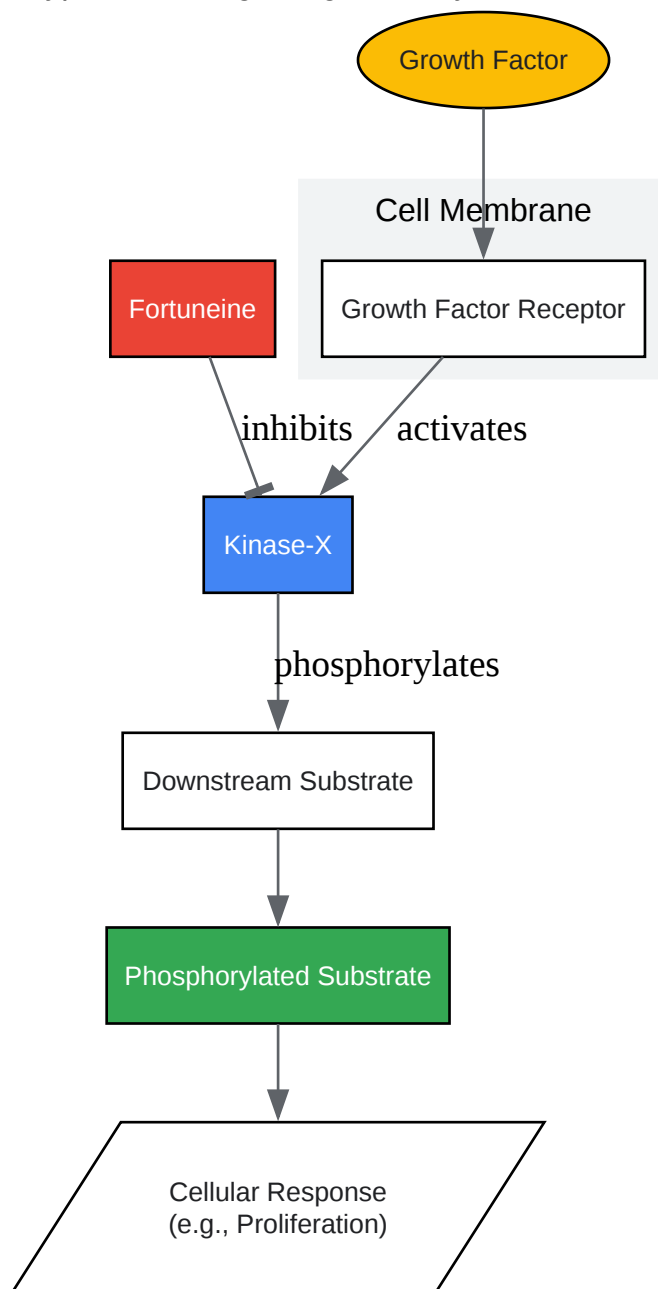 Growth Factor
Cell Membrane
Fortuneine
Growth Factor Receptor
inhibits
activates
Kinase-X
phosphorylates
Downstream Substrate
Phosphorylated Substrate
Cellular Response
(e.g., Proliferation)